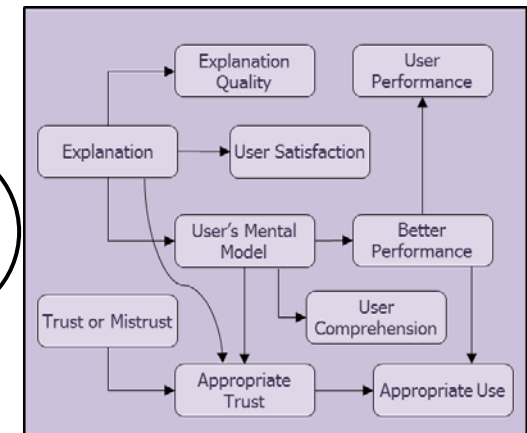 Explanation
Quality
User
Performance
Explanation
User Satisfaction
User's Mental
Model
Better
Performance
User
Comprehension
Trust or Mistrust
Appropriate
Trust
Appropriate Use